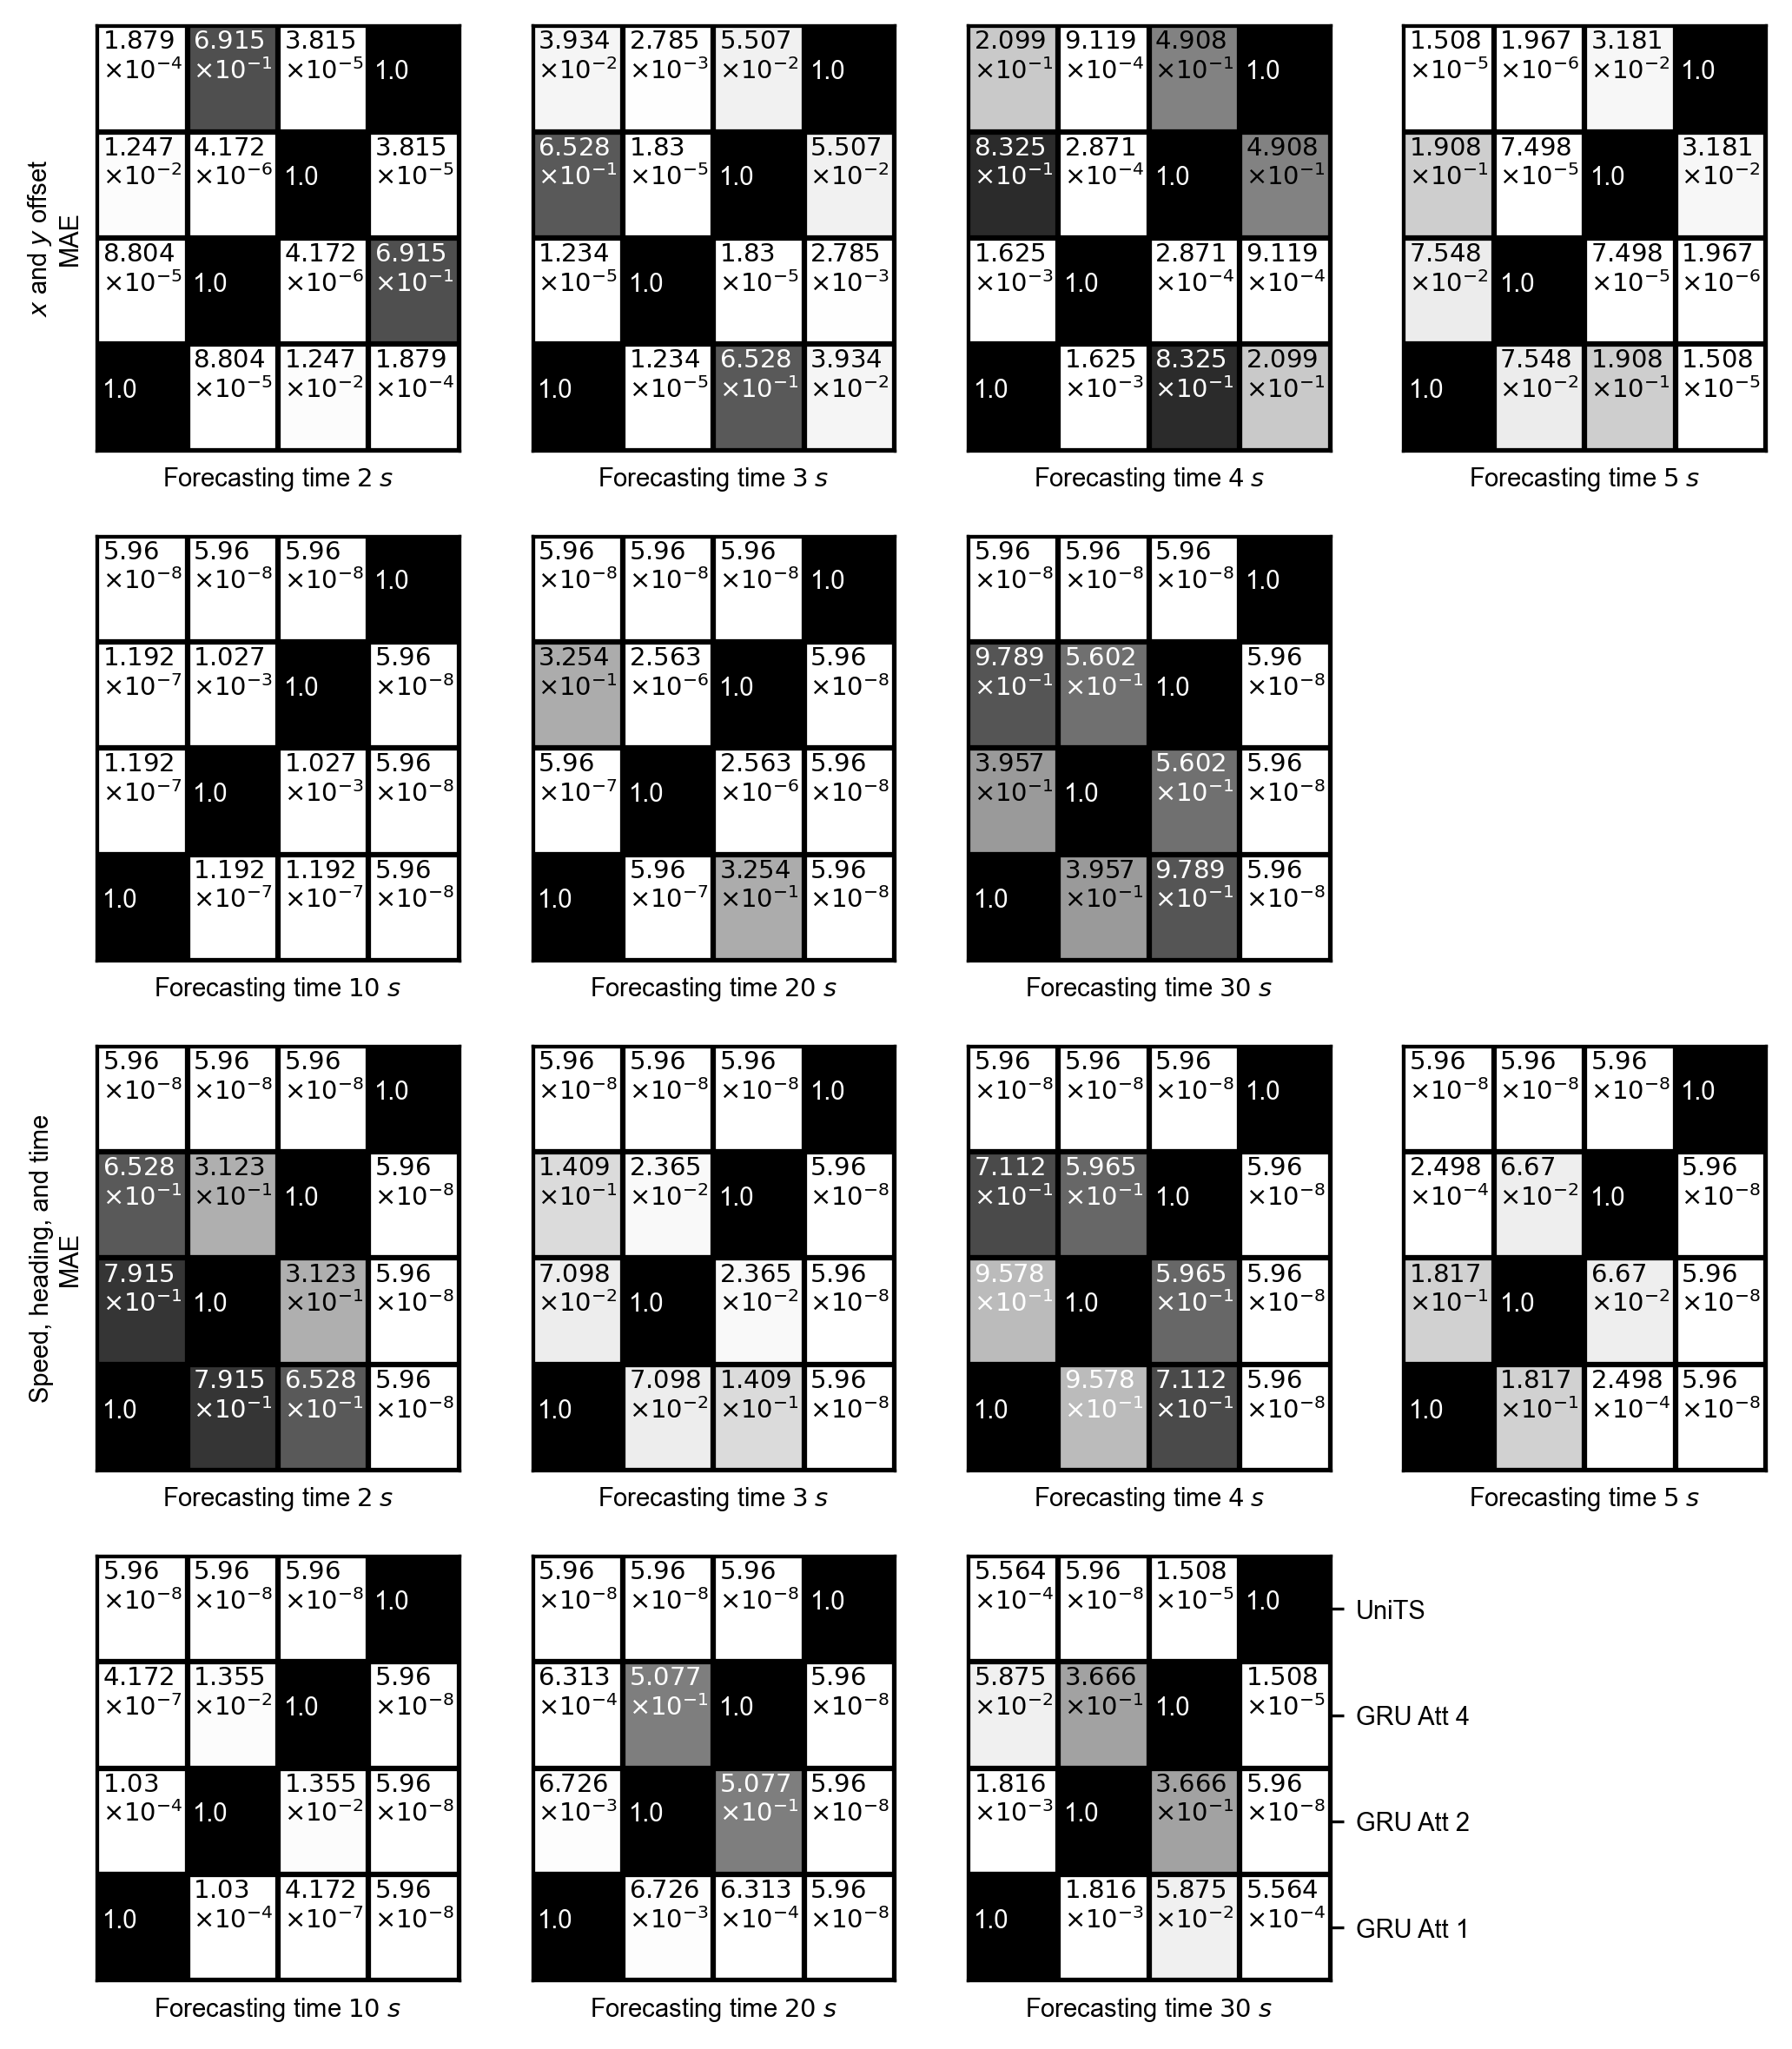 x and y offset
MAE
1.879 6.915 3.815
×10⁻⁴ ×10⁻¹ ×10⁻⁵ 1.0
1.247 4.172 3.815
×10⁻² ×10⁻⁶ 1.0 ×10⁻⁵
8.804 4.172 6.915
×10⁻⁵ 1.0 ×10⁻⁶ ×10⁻¹
8.804 1.247 1.879
1.0 ×10⁻⁵ ×10⁻² ×10⁻⁴
Forecasting time 2 s
3.934 2.785 5.507
×10⁻² ×10⁻³ ×10⁻² 1.0
6.528 1.83 5.507
×10⁻¹ ×10⁻⁵ 1.0 ×10⁻²
1.234 1.83 2.785
×10⁻⁵ 1.0 ×10⁻⁵ ×10⁻³
1.234 6.528 3.934
1.0 ×10⁻⁵ ×10⁻¹ ×10⁻²
Forecasting time 3 s
2.099 9.119 4.908
×10⁻¹ ×10⁻⁴ ×10⁻¹ 1.0
8.325 2.871 4.908
×10⁻¹ ×10⁻⁴ 1.0 ×10⁻¹
1.625 2.871 9.119
×10⁻³ 1.0 ×10⁻⁴ ×10⁻⁴
1.625 8.325 2.099
1.0 ×10⁻³ ×10⁻¹ ×10⁻¹
Forecasting time 4 s
1.508 1.967 3.181
×10⁻⁵ ×10⁻⁶ ×10⁻² 1.0
1.908 7.498 3.181
×10⁻¹ ×10⁻⁵ 1.0 ×10⁻²
7.548 7.498 1.967
×10⁻² 1.0 ×10⁻⁵ ×10⁻⁶
7.548 1.908 1.508
1.0 ×10⁻² ×10⁻¹ ×10⁻⁵
Forecasting time 5 s
5.96 5.96 5.96
×10⁻⁸ ×10⁻⁸ ×10⁻⁸ 1.0
1.192 1.027 5.96
×10⁻⁷ ×10⁻³ 1.0 ×10⁻⁸
1.192 1.027 5.96
×10⁻⁷ 1.0 ×10⁻³ ×10⁻⁸
1.192 1.192 5.96
1.0 ×10⁻⁷ ×10⁻⁷ ×10⁻⁸
Forecasting time 10 s
5.96 5.96 5.96
×10⁻⁸ ×10⁻⁸ ×10⁻⁸ 1.0
3.254 2.563 5.96
×10⁻¹ ×10⁻⁶ 1.0 ×10⁻⁸
5.96 2.563 5.96
×10⁻⁷ 1.0 ×10⁻⁶ ×10⁻⁸
5.96 3.254 5.96
1.0 ×10⁻⁷ ×10⁻¹ ×10⁻⁸
Forecasting time 20 s
5.96 5.96 5.96
×10⁻⁸ ×10⁻⁸ ×10⁻⁸ 1.0
9.789 5.602 5.96
×10⁻¹ ×10⁻¹ 1.0 ×10⁻⁸
3.957 5.602 5.96
×10⁻¹ 1.0 ×10⁻¹ ×10⁻⁸
3.957 9.789 5.96
1.0 ×10⁻¹ ×10⁻¹ ×10⁻⁸
Forecasting time 30 s
Speed, heading, and time
MAE
5.96 5.96 5.96
×10⁻⁸ ×10⁻⁸ ×10⁻⁸ 1.0
6.528 3.123 5.96
×10⁻¹ ×10⁻¹ 1.0 ×10⁻⁸
7.915 3.123 5.96
×10⁻¹ 1.0 ×10⁻¹ ×10⁻⁸
7.915 6.528 5.96
1.0 ×10⁻¹ ×10⁻¹ ×10⁻⁸
Forecasting time 2 s
5.96 5.96 5.96
×10⁻⁸ ×10⁻⁸ ×10⁻⁸ 1.0
1.409 2.365 5.96
×10⁻¹ ×10⁻² 1.0 ×10⁻⁸
7.098 2.365 5.96
×10⁻² 1.0 ×10⁻² ×10⁻⁸
7.098 1.409 5.96
1.0 ×10⁻² ×10⁻¹ ×10⁻⁸
Forecasting time 3 s
5.96 5.96 5.96
×10⁻⁸ ×10⁻⁸ ×10⁻⁸ 1.0
7.112 5.965 5.96
×10⁻¹ ×10⁻¹ 1.0 ×10⁻⁸
9.578 5.965 5.96
×10⁻¹ 1.0 ×10⁻¹ ×10⁻⁸
9.578 7.112 5.96
1.0 ×10⁻¹ ×10⁻¹ ×10⁻⁸
Forecasting time 4 s
5.96 5.96 5.96
×10⁻⁸ ×10⁻⁸ ×10⁻⁸ 1.0
2.498 6.67 5.96
×10⁻⁴ ×10⁻² 1.0 ×10⁻⁸
1.817 6.67 5.96
×10⁻¹ 1.0 ×10⁻² ×10⁻⁸
1.817 2.498 5.96
1.0 ×10⁻¹ ×10⁻⁴ ×10⁻⁸
Forecasting time 5 s
5.96 5.96 5.96
×10⁻⁸ ×10⁻⁸ ×10⁻⁸ 1.0
4.172 1.355 5.96
×10⁻⁷ ×10⁻² 1.0 ×10⁻⁸
1.03 1.355 5.96
×10⁻⁴ 1.0 ×10⁻² ×10⁻⁸
1.03 4.172 5.96
1.0 ×10⁻⁴ ×10⁻⁷ ×10⁻⁸
Forecasting time 10 s
5.96 5.96 5.96
×10⁻⁸ ×10⁻⁸ ×10⁻⁸ 1.0
6.313 5.077 5.96
×10⁻⁴ ×10⁻¹ 1.0 ×10⁻⁸
6.726 5.077 5.96
×10⁻³ 1.0 ×10⁻¹ ×10⁻⁸
6.726 6.313 5.96
1.0 ×10⁻³ ×10⁻⁴ ×10⁻⁸
Forecasting time 20 s
5.564 5.96 1.508
×10⁻⁴ ×10⁻⁸ ×10⁻⁵ 1.0
UniTS
5.875 3.666 1.508
×10⁻² ×10⁻¹ 1.0 ×10⁻⁵
GRU Att 4
1.816 3.666 5.96
×10⁻³ 1.0 ×10⁻¹ ×10⁻⁸
GRU Att 2
1.816 5.875 5.564
1.0 ×10⁻³ ×10⁻² ×10⁻⁴
GRU Att 1
Forecasting time 30 s